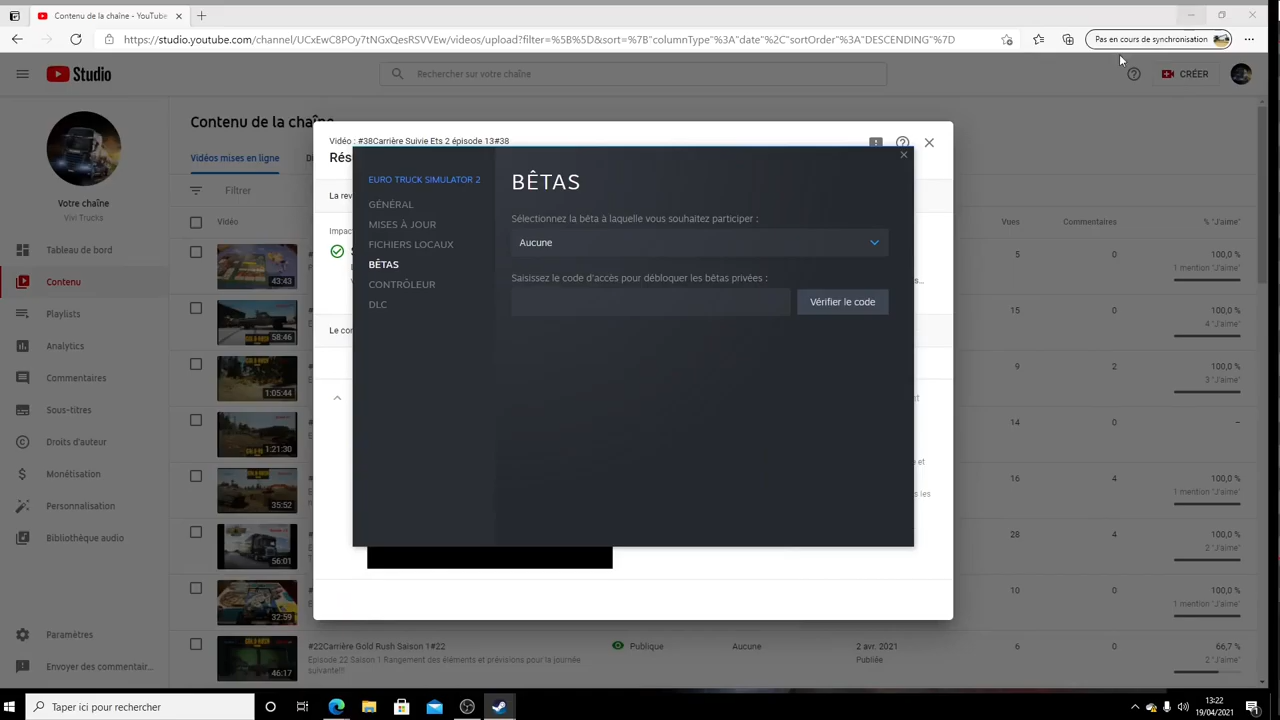 Contenu de la chaîne - YouTube
https://studio.youtube.com/channel/UCxEwC8POy7tNGxQesRSVVEw/videos/upload?filter=%5B%5D&sort=%7B"columnType"%3A"date"%2C"sortOrder"%3A"DESCENDING"%7D
Pas en cours de synchronisation
Studio
Rechercher sur votre chaîne
CRÉER
Votre chaîne
Vivi Trucka
Tableau de bord
Contenu
Playlists
Analytics
Commentaires
Sous-titres
Droits d'auteur
Monétisation
Personnalisation
Bibliothèque audio
Paramètres
Envoyer des commentair...
Contenu de la cha
Vidéos mises en ligne
Filtrer
Vidéo
Vues
Commentaires
% "J'aime"
43:43
5
0
100,0 %
1 mention "J'aime"
58:46
15
0
100,0 %
4 "J'aime"
1:05:44
9
2
100,0 %
3 "J'aime"
1:21:30
14
0
–
35:52
16
4
100,0 %
1 mention "J'aime"
56:01
28
4
100,0 %
2 "J'aime"
32:59
10
0
100,0 %
1 mention "J'aime"
46:17
#22Carrière Gold Rush Saison 1#22
Episode 22 Saison 1 Rangement des éléments et prévisions pour la journée
suivante!!!
Publique
Aucune
2 avr. 2021
Publiée
6
0
66,7 %
2 "J'aime"
Vidéo : #38Carrière Suivie Ets 2 épisode 13#38
Rés
La rev
Impac
Le cor
EURO TRUCK SIMULATOR 2
GÉNÉRAL
MISES À JOUR
FICHIERS LOCAUX
BÊTAS
CONTRÔLEUR
DLC
BÊTAS
Sélectionnez la bêta à laquelle vous souhaitez participer :
Aucune
Saisissez le code d'accès pour débloquer les bêtas privées :
Vérifier le code
Taper ici pour rechercher
13:22
19/04/2021